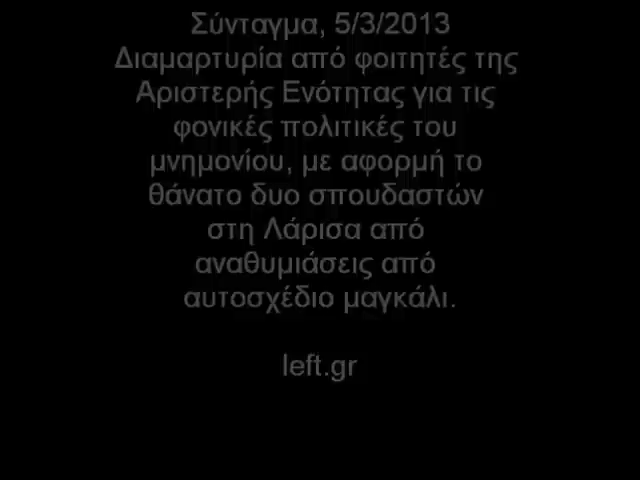 Σύνταγμα, 5/3/2013
Διαμαρτυρία από φοιτητές της
Αριστερής Ενότητας για τις
φονικές πολιτικές του
μνημονίου, με αφορμή το
θάνατο δυο σπουδαστών
στη Λάρισα από
αναθυμιάσεις από
αυτοσχέδιο μαγκάλι.
left.gr